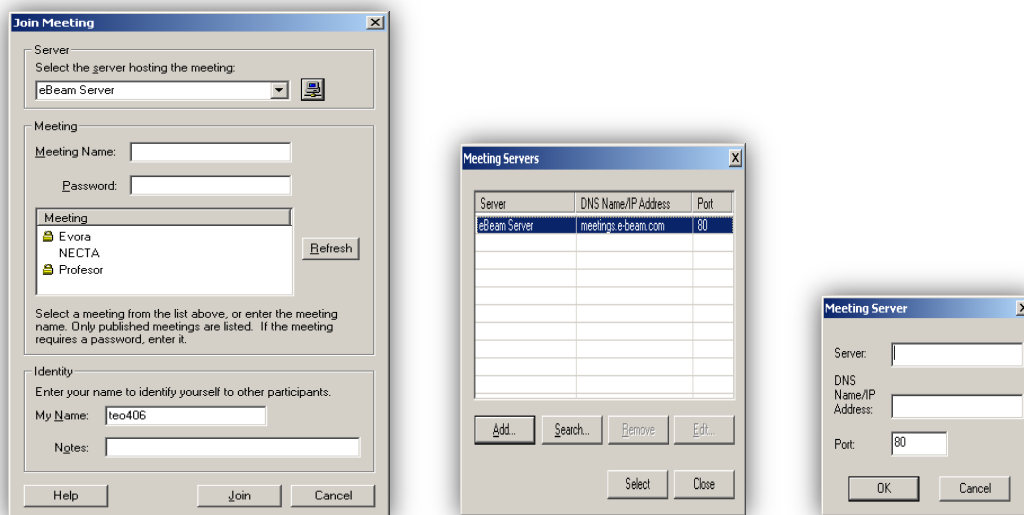 Join Meeting
Server
Select the server hosting the meeting:
eBeam Server
Meeting
Meeting Name:
Password:
Meeting
Evora
NECTA
Profesor
Refresh
Select a meeting from the list above, or enter the meeting
name. Only published meetings are listed. If the meeting
requires a password, enter it.
Identity
Enter your name to identify yourself to other participants.
My Name: teo406
Notes:
Help Join Cancel
Meeting Servers
Server DNS Name/IP Address Port
eBeam Server meetings.e-beam.com 80
Add... Search... Remove Edit...
Select Close
Meeting Server
Server:
DNS
Name/IP
Address:
Port: 80
OK Cancel